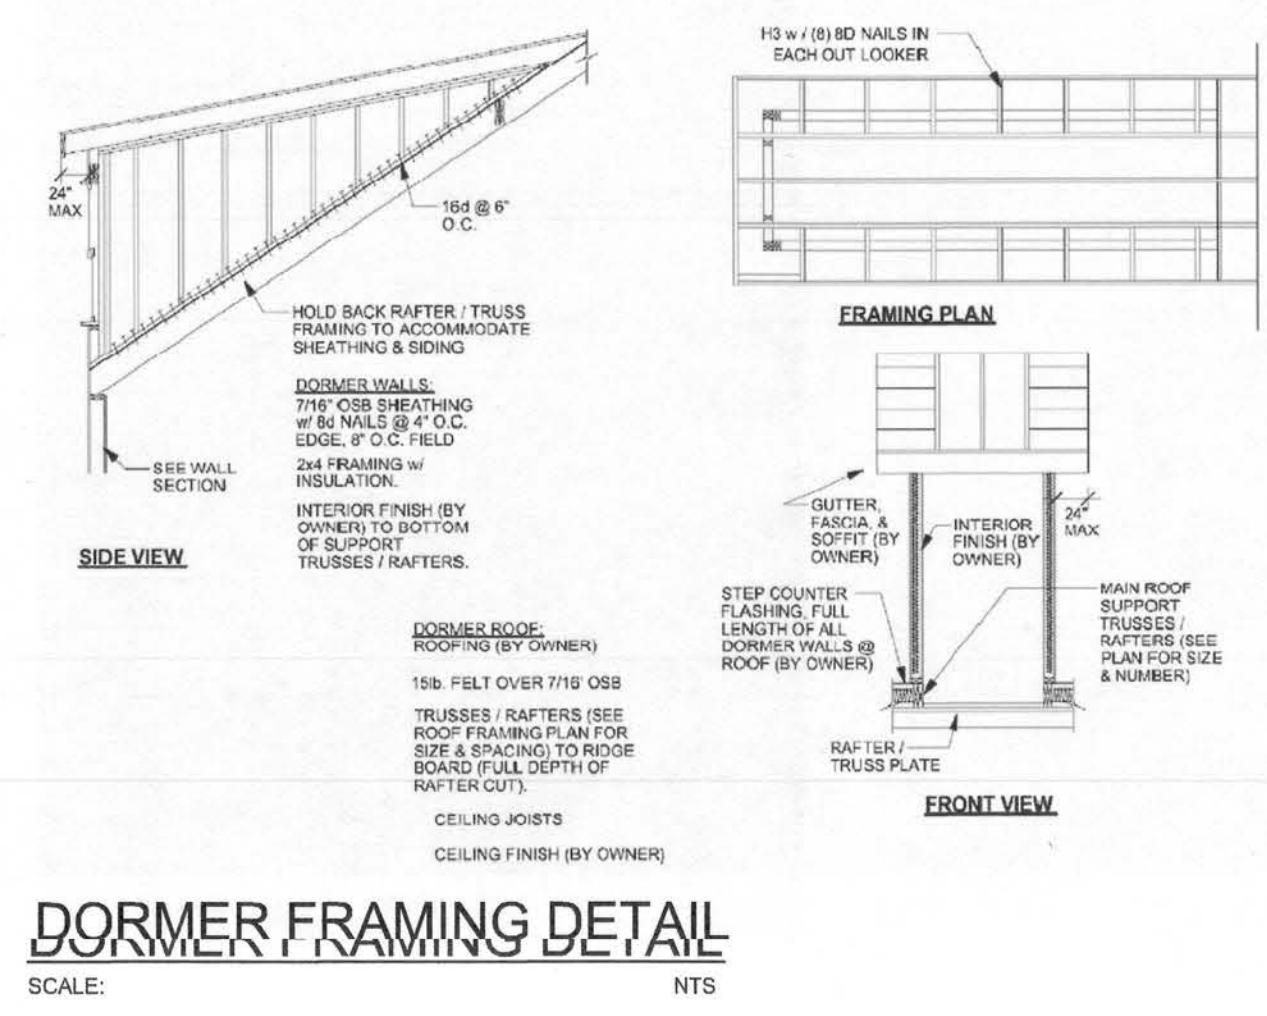 H3 w / (8) 8D NAILS IN
EACH OUT LOOKER
24"
MAX
16d @ 6"
O.C.
HOLD BACK RAFTER / TRUSS
FRAMING TO ACCOMMODATE
SHEATHING & SIDING
DORMER WALLS:
7/16" OSB SHEATHING
w/ 8d NAILS @ 4" O.C.
EDGE, 8" O.C. FIELD
2x4 FRAMING w/
INSULATION.
INTERIOR FINISH (BY
OWNER) TO BOTTOM
OF SUPPORT
TRUSSES / RAFTERS.
SEE WALL
SECTION
SIDE VIEW
FRAMING PLAN
GUTTER,
FASCIA, &
SOFFIT (BY
OWNER)
INTERIOR
FINISH (BY
OWNER)
24"
MAX
STEP COUNTER
FLASHING, FULL
LENGTH OF ALL
DORMER WALLS @
ROOF (BY OWNER)
MAIN ROOF
SUPPORT
TRUSSES /
RAFTERS (SEE
PLAN FOR SIZE
& NUMBER)
RAFTER /
TRUSS PLATE
FRONT VIEW
DORMER ROOF:
ROOFING (BY OWNER)
15lb. FELT OVER 7/16' OSB
TRUSSES / RAFTERS (SEE
ROOF FRAMING PLAN FOR
SIZE & SPACING) TO RIDGE
BOARD (FULL DEPTH OF
RAFTER CUT).
CEILING JOISTS
CEILING FINISH (BY OWNER)
DORMER FRAMING DETAIL
SCALE: NTS